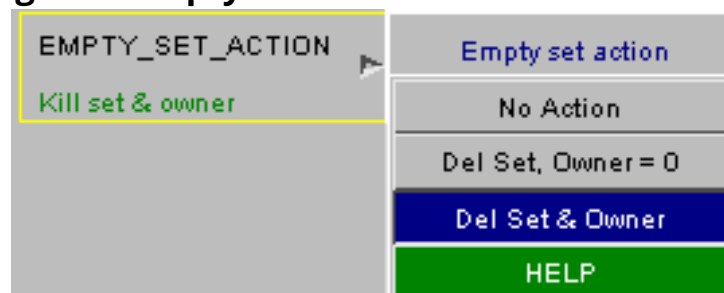 EMPTY_SET_ACTION
Kill set & owner
Empty set action
No Action
Del Set, Owner = 0
Del Set & Owner
HELP